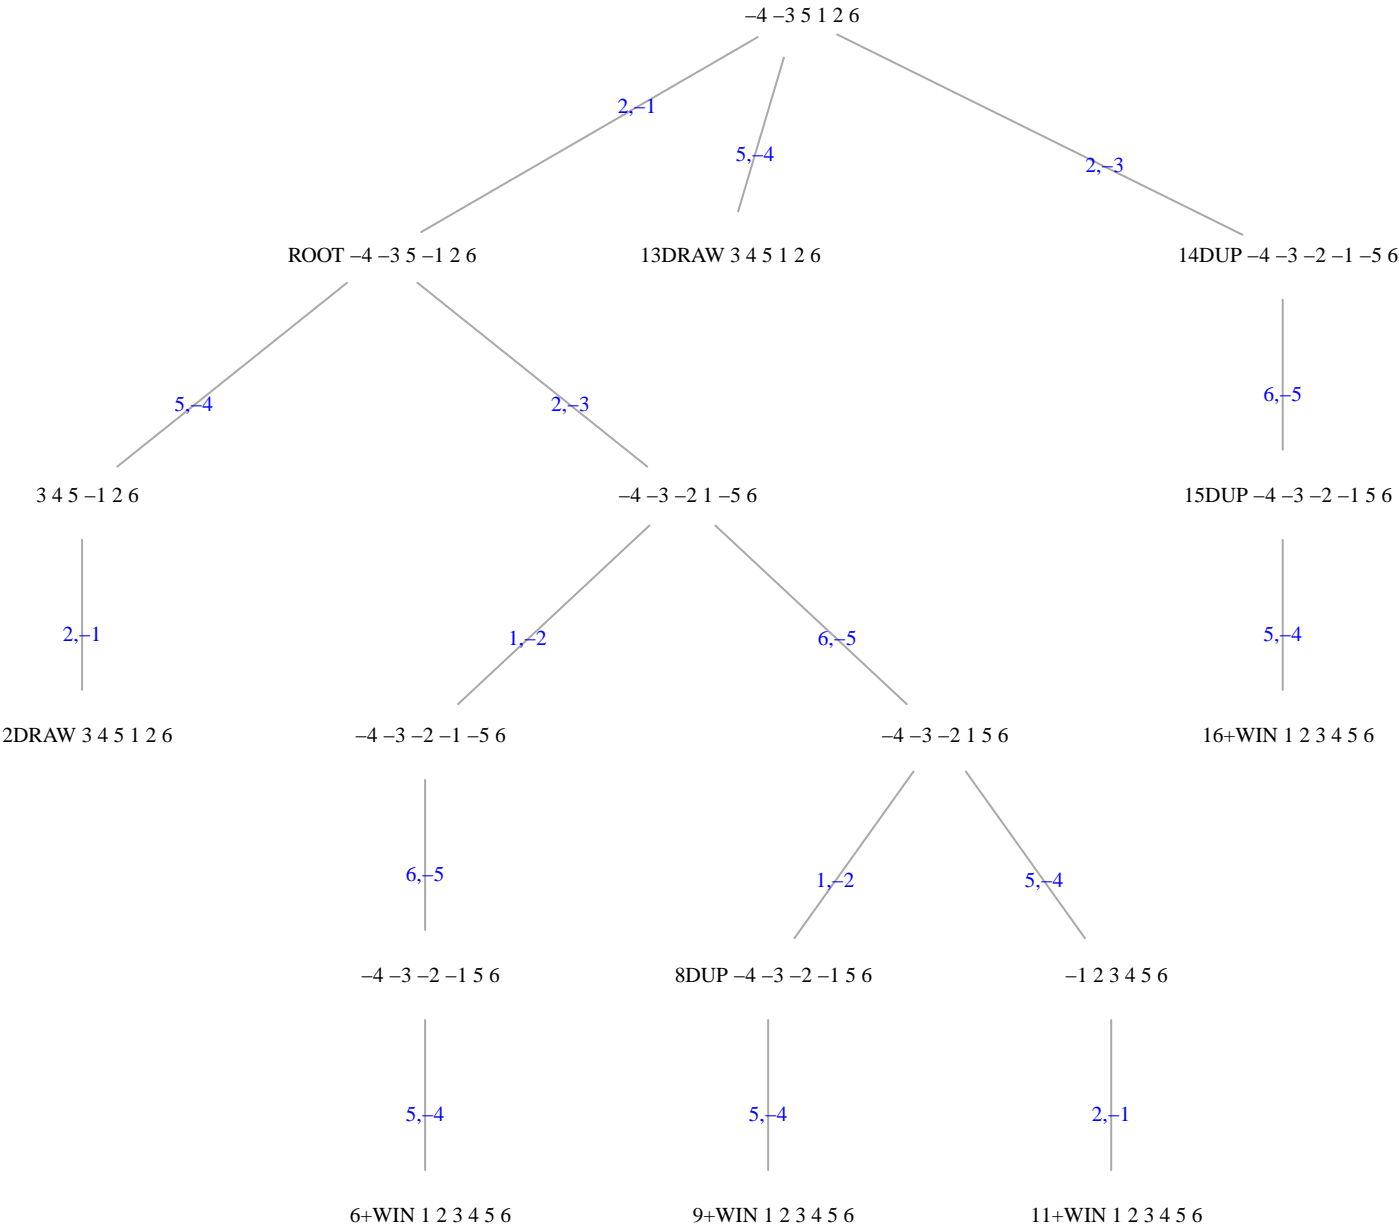 –4 –3 5 1 2 6
2,–1
5,–4
2,–3
ROOT –4 –3 5 –1 2 6
13DRAW 3 4 5 1 2 6
14DUP –4 –3 –2 –1 –5 6
5,–4
2,–3
6,–5
3 4 5 –1 2 6
–4 –3 –2 1 –5 6
15DUP –4 –3 –2 –1 5 6
2,–1
1,–2
6,–5
5,–4
2DRAW 3 4 5 1 2 6
–4 –3 –2 –1 –5 6
–4 –3 –2 1 5 6
16+WIN 1 2 3 4 5 6
6,–5
1,–2
5,–4
–4 –3 –2 –1 5 6
8DUP –4 –3 –2 –1 5 6
–1 2 3 4 5 6
5,–4
5,–4
2,–1
6+WIN 1 2 3 4 5 6
9+WIN 1 2 3 4 5 6
11+WIN 1 2 3 4 5 6